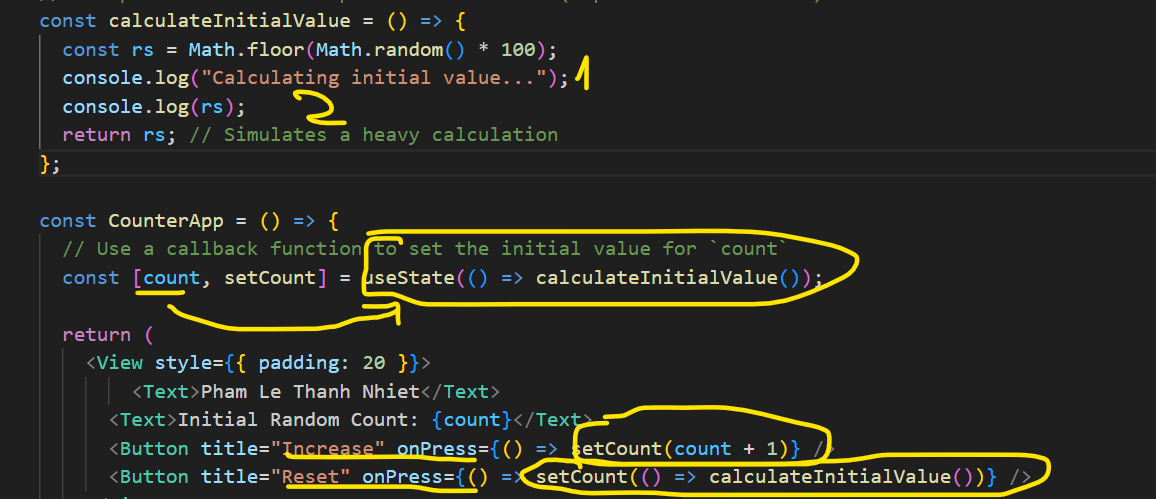 const calculateInitialValue = () => {
const rs = Math.floor(Math.random() * 100);
console.log("Calculating initial value..."); 1
2
console.log(rs);
return rs; // Simulates a heavy calculation
};
const CounterApp = () => {
// Use a callback function to set the initial value for `count`
const [count, setCount] = useState(() => calculateInitialValue());
return (
<View style={{ padding: 20 }}>
<Text>Pham Le Thanh Nhiet</Text>
<Text>Initial Random Count: {count}</Text>
<Button title="Increase" onPress={() => setCount(count + 1)} />
<Button title="Reset" onPress={() => setCount(() => calculateInitialValue())} />